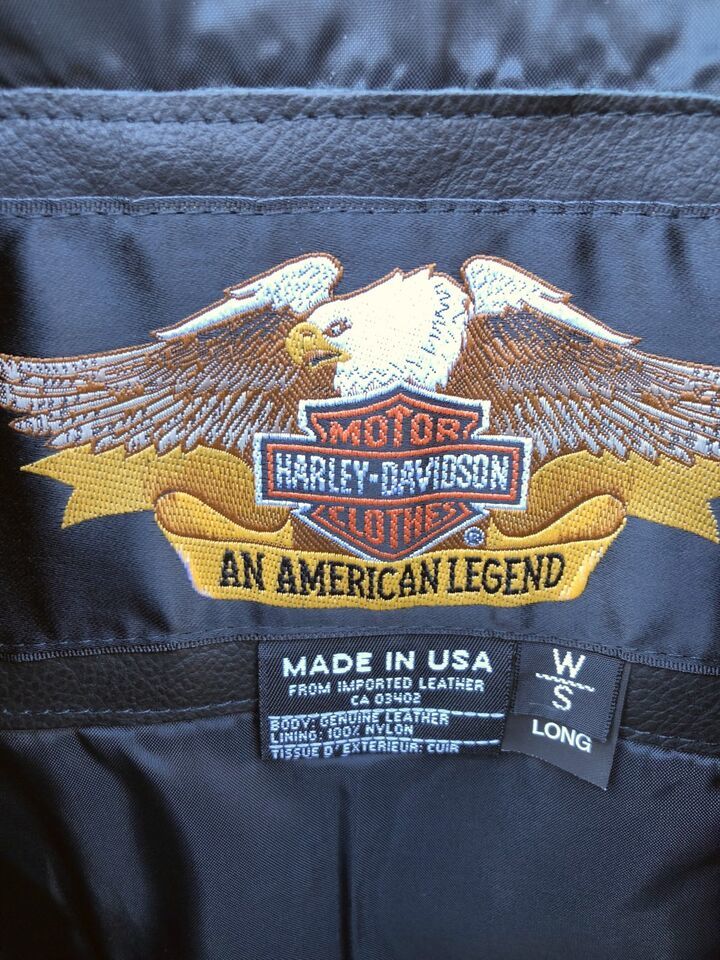 MOTOR
HARLEY-DAVIDSON
CLOTHES
®
AN AMERICAN LEGEND
MADE IN USA
FROM IMPORTED LEATHER
CA 03402
BODY: GENUINE LEATHER
LINING: 100% NYLON
TISSUE D'EXTERIEUR: CUIR
W
S
LONG